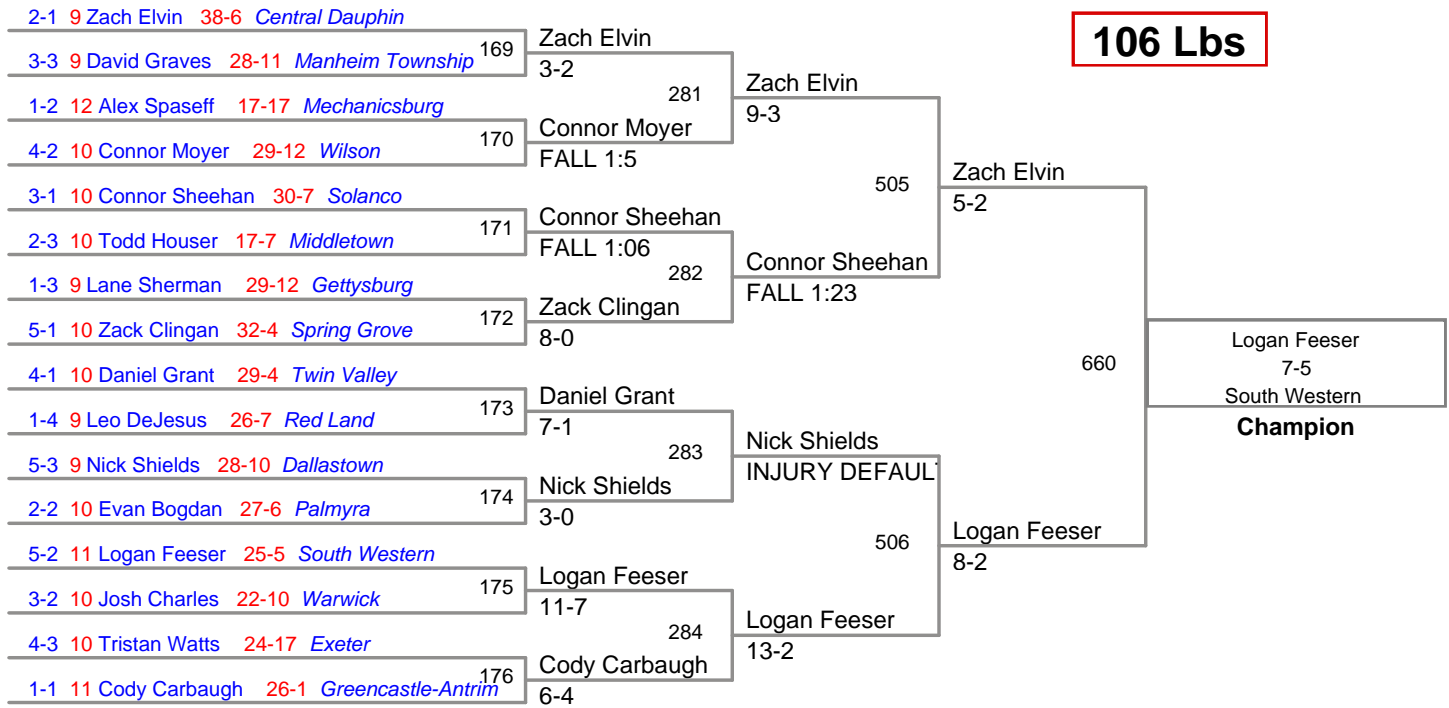 106 Lbs
2-1 9 Zach Elvin 38-6 Central Dauphin
3-3 9 David Graves 28-11 Manheim Township
1-2 12 Alex Spaseff 17-17 Mechanicsburg
4-2 10 Connor Moyer 29-12 Wilson
3-1 10 Connor Sheehan 30-7 Solanco
2-3 10 Todd Houser 17-7 Middletown
1-3 9 Lane Sherman 29-12 Gettysburg
5-1 10 Zack Clingan 32-4 Spring Grove
4-1 10 Daniel Grant 29-4 Twin Valley
1-4 9 Leo DeJesus 26-7 Red Land
5-3 9 Nick Shields 28-10 Dallastown
2-2 10 Evan Bogdan 27-6 Palmyra
5-2 11 Logan Feeser 25-5 South Western
3-2 10 Josh Charles 22-10 Warwick
4-3 10 Tristan Watts 24-17 Exeter
1-1 11 Cody Carbaugh 26-1 Greencastle-Antrim
169
Zach Elvin
3-2
170
Connor Moyer
FALL 1:5
171
Connor Sheehan
FALL 1:06
172
Zack Clingan
8-0
173
Daniel Grant
7-1
174
Nick Shields
3-0
175
Logan Feeser
11-7
176
Cody Carbaugh
6-4
281
Zach Elvin
9-3
282
Connor Sheehan
FALL 1:23
283
Nick Shields
INJURY DEFAUL
284
Logan Feeser
13-2
505
Zach Elvin
5-2
506
Logan Feeser
8-2
660
Logan Feeser
7-5
South Western
Champion